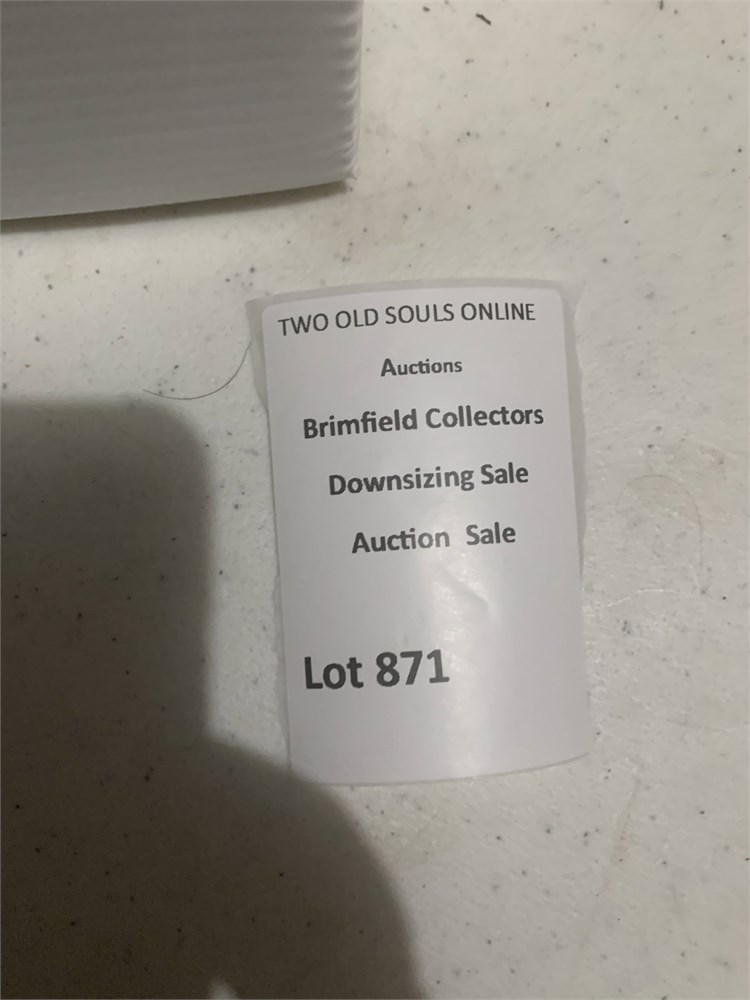 TWO OLD SOULS ONLINE
Auctions
Brimfield Collectors
Downsizing Sale
Auction Sale
Lot 871